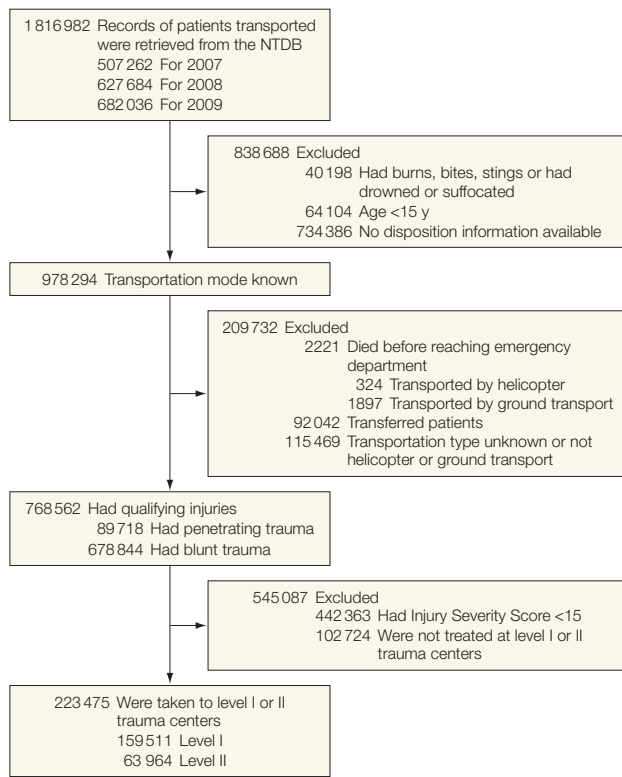 1 816 982 Records of patients transported
were retrieved from the NTDB
507 262 For 2007
627 684 For 2008
682 036 For 2009
838 688 Excluded
40 198 Had burns, bites, stings or had
drowned or suffocated
64 104 Age <15 y
734 386 No disposition information available
978 294 Transportation mode known
209 732 Excluded
2221 Died before reaching emergency
department
324 Transported by helicopter
1897 Transported by ground transport
92 042 Transferred patients
115 469 Transportation type unknown or not
helicopter or ground transport
768 562 Had qualifying injuries
89 718 Had penetrating trauma
678 844 Had blunt trauma
545 087 Excluded
442 363 Had Injury Severity Score <15
102 724 Were not treated at level I or II
trauma centers
223 475 Were taken to level I or II
trauma centers
159 511 Level I
63 964 Level II